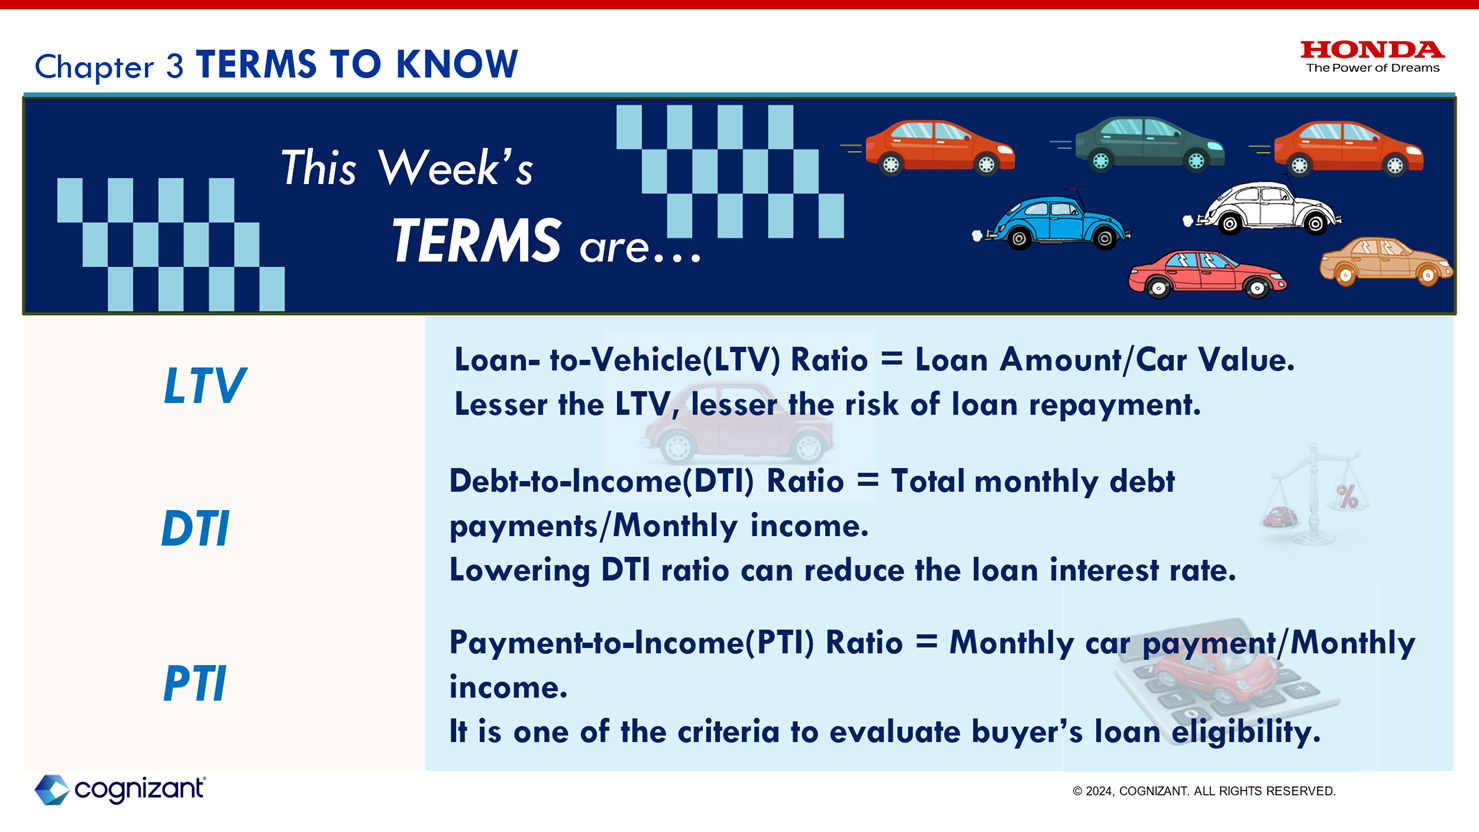 Chapter 3 TERMS TO KNOW
HONDA
The Power of Dreams
This Week's
TERMS are...
LTV
Loan- to-Vehicle(LTV) Ratio = Loan Amount/Car Value.
Lesser the LTV, lesser the risk of loan repayment.
DTI
Debt-to-Income(DTI) Ratio = Total monthly debt
payments/Monthly income.
Lowering DTI ratio can reduce the loan interest rate.
%
PTI
Payment-to-Income(PTI) Ratio = Monthly car payment/Monthly
income.
It is one of the criteria to evaluate buyer's loan eligibility.
cognizant
© 2024, COGNIZANT. ALL RIGHTS RESERVED.